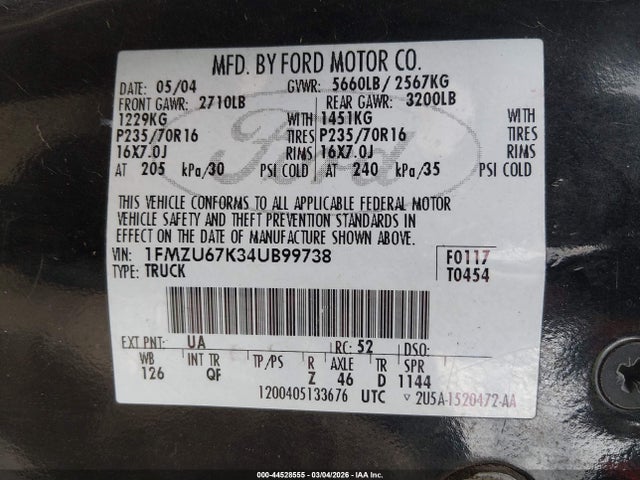 MFD. BY FORD MOTOR CO.
DATE: 05/04 GVWR: 5660LB/ 2567KG
FRONT GAWR: 2710LB REAR GAWR: 3200LB
1229KG WITH 1451KG WITH
P235/70R16 TIRES P235/70R16 TIRES
16X7.0J RIMS 16X7.0J RIMS
AT 205 kPa/30 PSI COLD AT 240 kPa/35 PSI COLD
Ford
THIS VEHICLE CONFORMS TO ALL APPLICABLE FEDERAL MOTOR
VEHICLE SAFETY AND THEFT PREVENTION STANDARDS IN
EFFECT ON THE DATE OF MANUFACTURE SHOWN ABOVE.
VIN: 1FMZU67K34UB99738 F0117
TYPE: TRUCK T0454
EXT PNT: UA RC: 52 DSO:
WB INT TR TP/PS R AXLE TR SPR
126 QF Z 46 D 1144
1200405133676 UTC ▽ 2U5A-1520472-AA
000-44528555 - 03/04/2026 - IAA Corp.